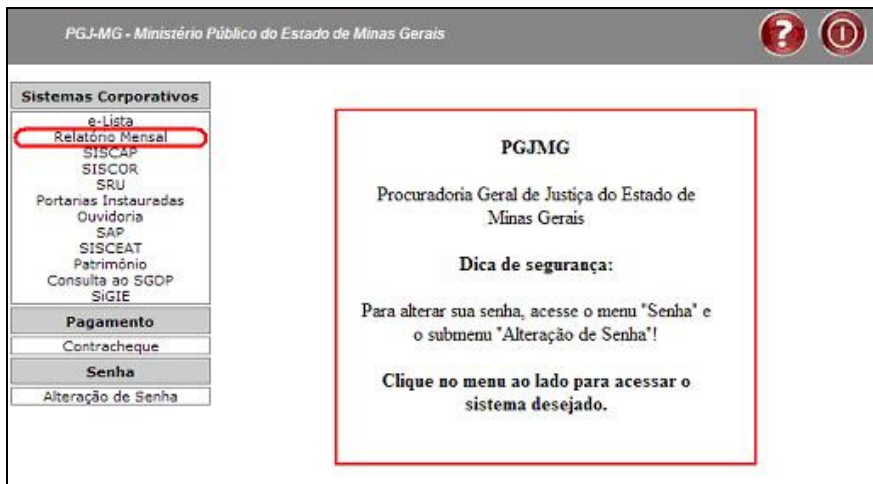 PGJ-MG - Ministério Público do Estado de Minas Gerais
Sistemas Corporativos
e-Lista
Relatório Mensal
SISCAP
SISCOR
SRU
Portarias Instauradas
Ouvidoria
SAP
SISCEAT
Patrimônio
Consulta ao SGDP
SiGIE
Pagamento
Contracheque
Senha
Alteração de Senha
PGJMG
Procuradoria Geral de Justiça do Estado de
Minas Gerais
Dica de segurança:
Para alterar sua senha, acesse o menu "Senha" e
o submenu "Alteração de Senha"!
Clique no menu ao lado para acessar o
sistema desejado.